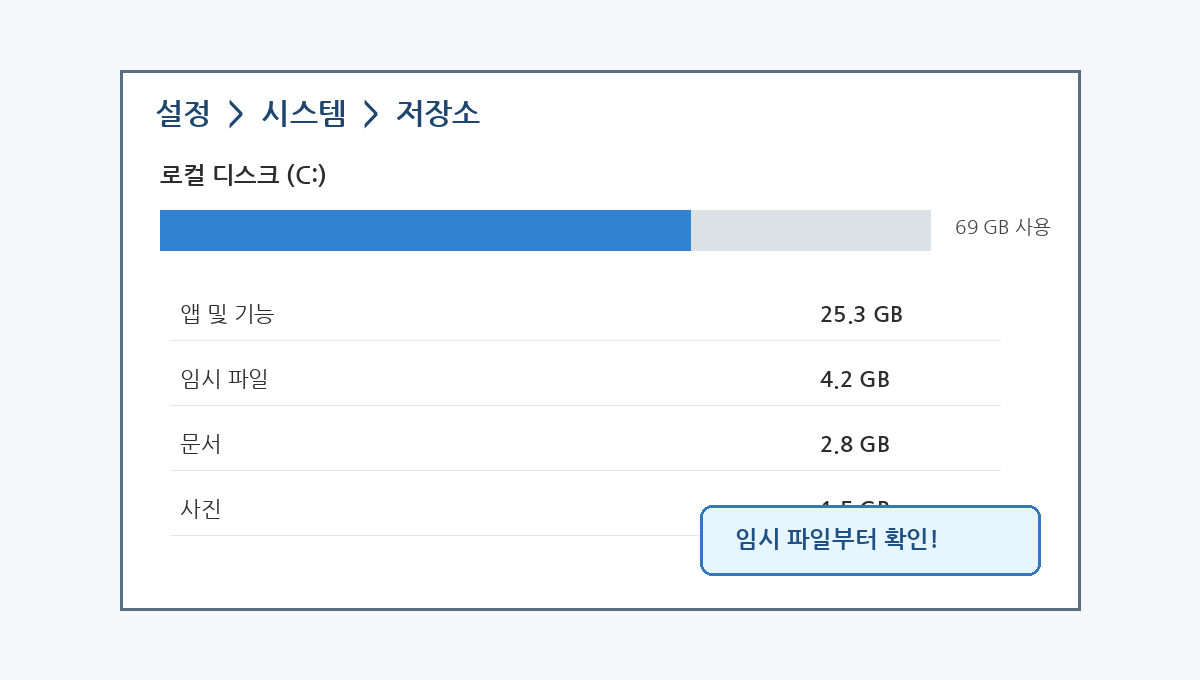 설정 > 시스템 > 저장소
로컬 디스크 (C:)
69 GB 사용
앱 및 기능 25.3 GB
임시 파일 4.2 GB
문서 2.8 GB
사진
임시 파일부터 확인!